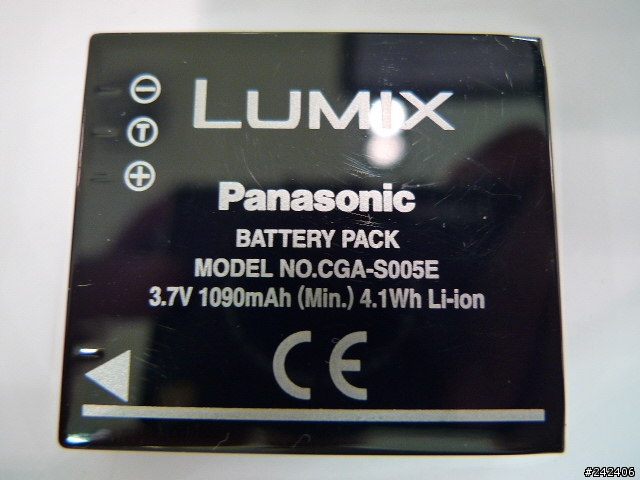 LUMIX
Panasonic
BATTERY PACK
MODEL NO.CGA-S005E
3.7V 1090mAh (Min.) 4.1Wh Li-ion
CE
− 
T
+
#242406